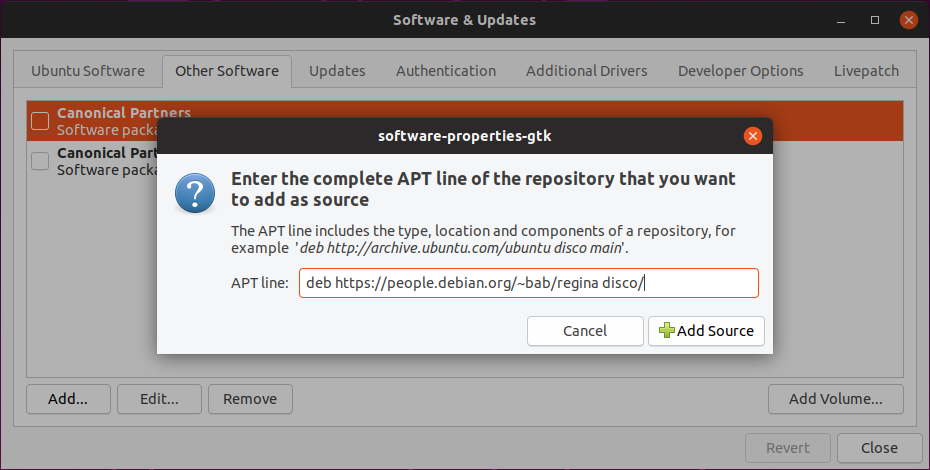 Software & Updates
Ubuntu Software Other Software Updates Authentication Additional Drivers Developer Options Livepatch
Canonical Partners
Software packa
Canonical Part
Software packa
software-properties-gtk
?
Enter the complete APT line of the repository that you want
to add as source
The APT line includes the type, location and components of a repository, for
example 'deb http://archive.ubuntu.com/ubuntu disco main'.
APT line: deb https://people.debian.org/~bab/regina disco/
Cancel Add Source
Add... Edit... Remove Add Volume...
Revert Close